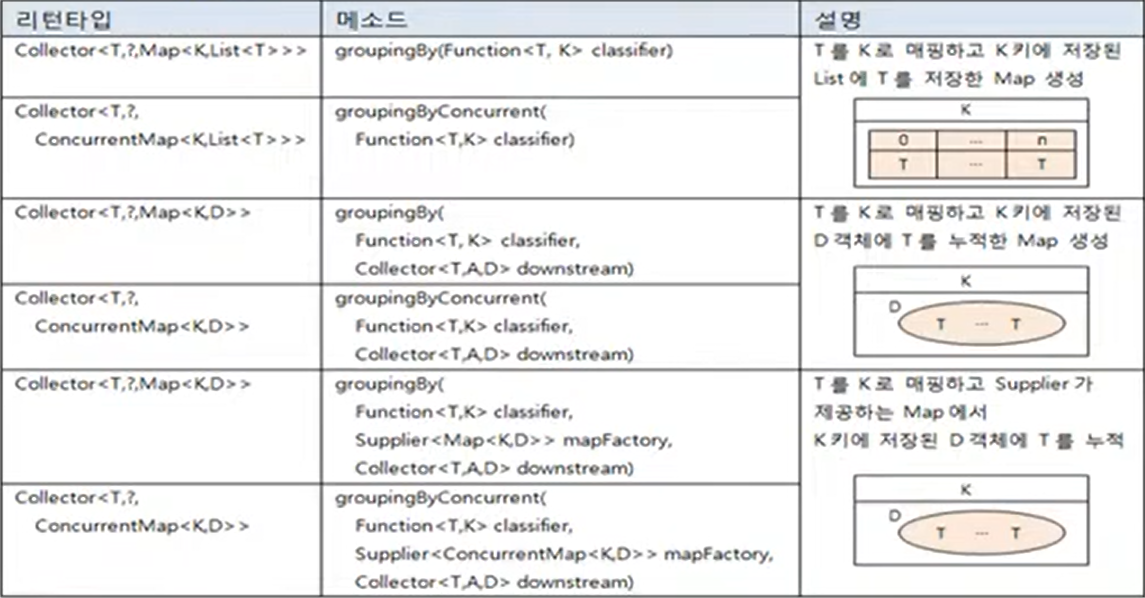 리턴타입
메소드
설명
Collector<T,?,Map<K,List<T>>>
groupingBy(Function<T, K> classifier)
T를 K로 매핑하고 K키에 저장된
List에 T를 저장한 Map 생성
K
0 ... n
T ... T
Collector<T,?,
ConcurrentMap<K,List<T>>>
groupingByConcurrent(
Function<T,K> classifier)
Collector<T,?,Map<K,D>>
groupingBy(
Function<T, K> classifier,
Collector<T,A,D> downstream)
T를 K로 매핑하고 K키에 저장된
D객체에 T를 누적한 Map 생성
K
D
T ... T
Collector<T,?,
ConcurrentMap<K,D>>
groupingByConcurrent(
Function<T,K> classifier,
Collector<T,A,D> downstream)
Collector<T,?,Map<K,D>>
groupingBy(
Function<T,K> classifier,
Supplier<Map<K,D>> mapFactory,
Collector<T,A,D> downstream)
T를 K로 매핑하고 Supplier가
제공하는 Map에서
K키에 저장된 D객체에 T를 누적
K
D
T ... T
Collector<T,?,
ConcurrentMap<K,D>>
groupingByConcurrent(
Function<T,K> classifier,
Supplier<ConcurrentMap<K,D>> mapFactory,
Collector<T,A,D> downstream)